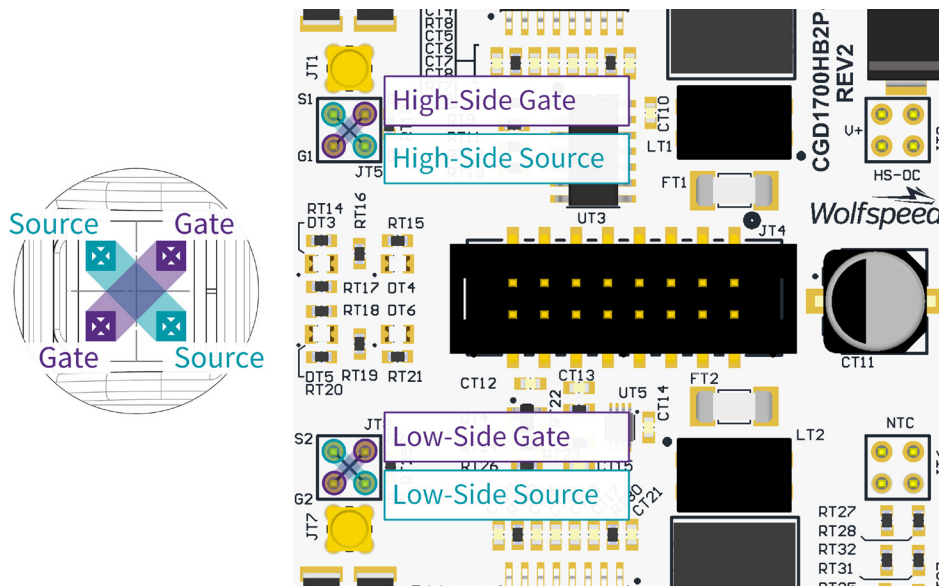 CT4
RT8
CT5
CT6
CT7
CT8
JT1
S1
G1
JT5
High-Side Gate
High-Side Source
CT10
LT1
FT1
CGD1700HB2P
REV2
V+
HS-OC
Wolfspeed
UT3
JT4
Source
Gate
Gate
Source
RT14
DT3
RT16
RT15
RT17
DT4
RT18
DT6
DT5
RT20
RT19
RT21
CT11
CT12
CT13
UT5
CT14
FT2
S2
G2
JT7
Low-Side Gate
Low-Side Source
RT26
CT15
CT21
LT2
NTC
RT27
RT28
RT32
RT31